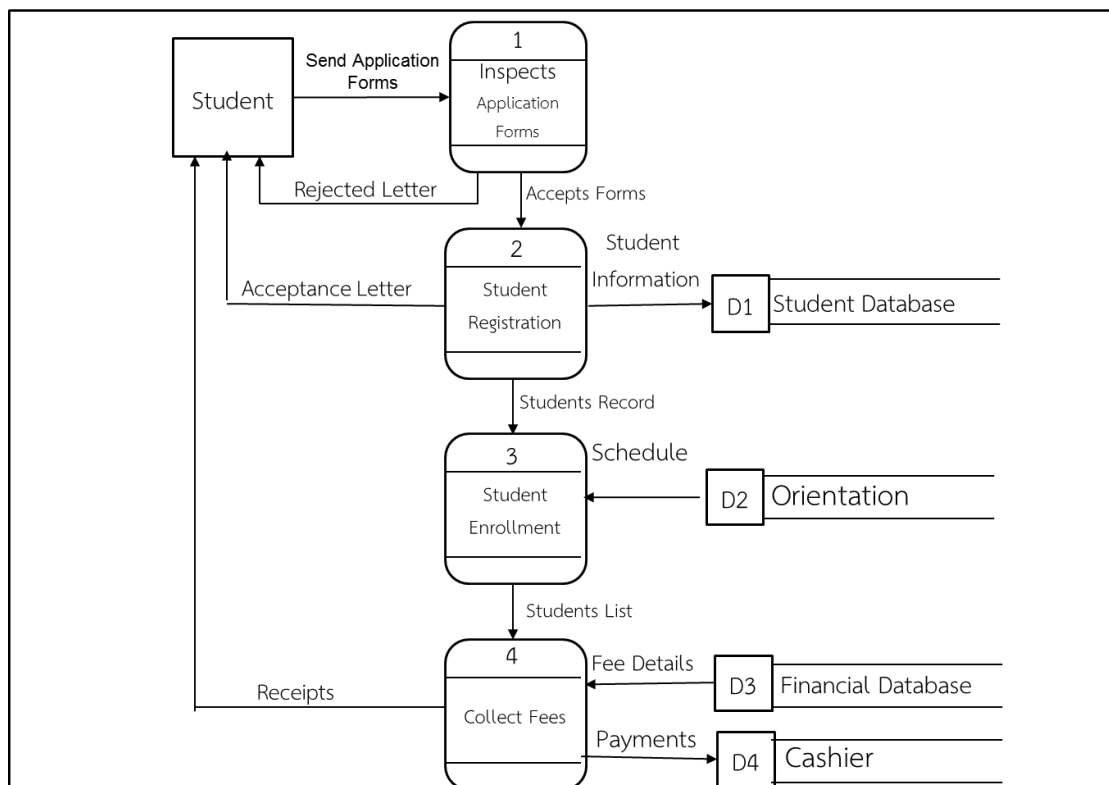 Student
Send Application
Forms
1
Inspects
Application
Forms
Rejected Letter
Accepts Forms
2
Student
Registration
Acceptance Letter
Student
Information
D1
Student Database
Students Record
3
Student
Enrollment
Schedule
D2
Orientation
Students List
4
Collect Fees
Receipts
Fee Details
D3
Financial Database
Payments
D4
Cashier